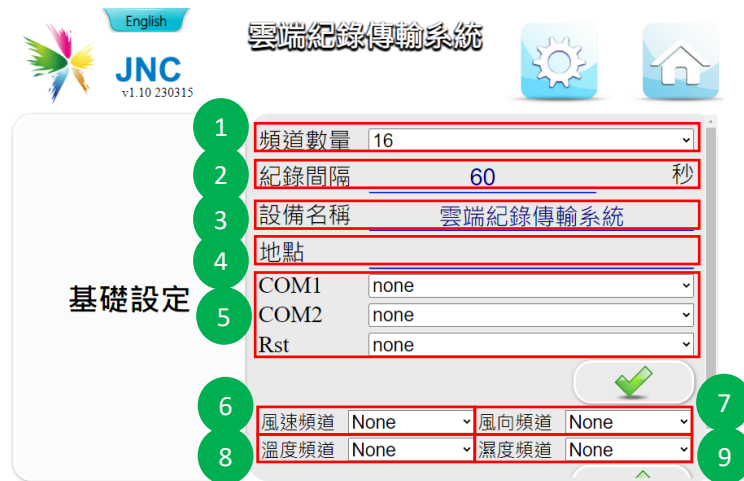 English
雲端紀錄傳輸系統
JNC
v1.10 230315
1
頻道數量 16
2
紀錄間隔 60 秒
3
設備名稱 雲端紀錄傳輸系統
4
地點
基礎設定
5
COM1 none
COM2 none
Rst none
6
風速頻道 None 風向頻道 None
7
8
溫度頻道 None 濕度頻道 None
9